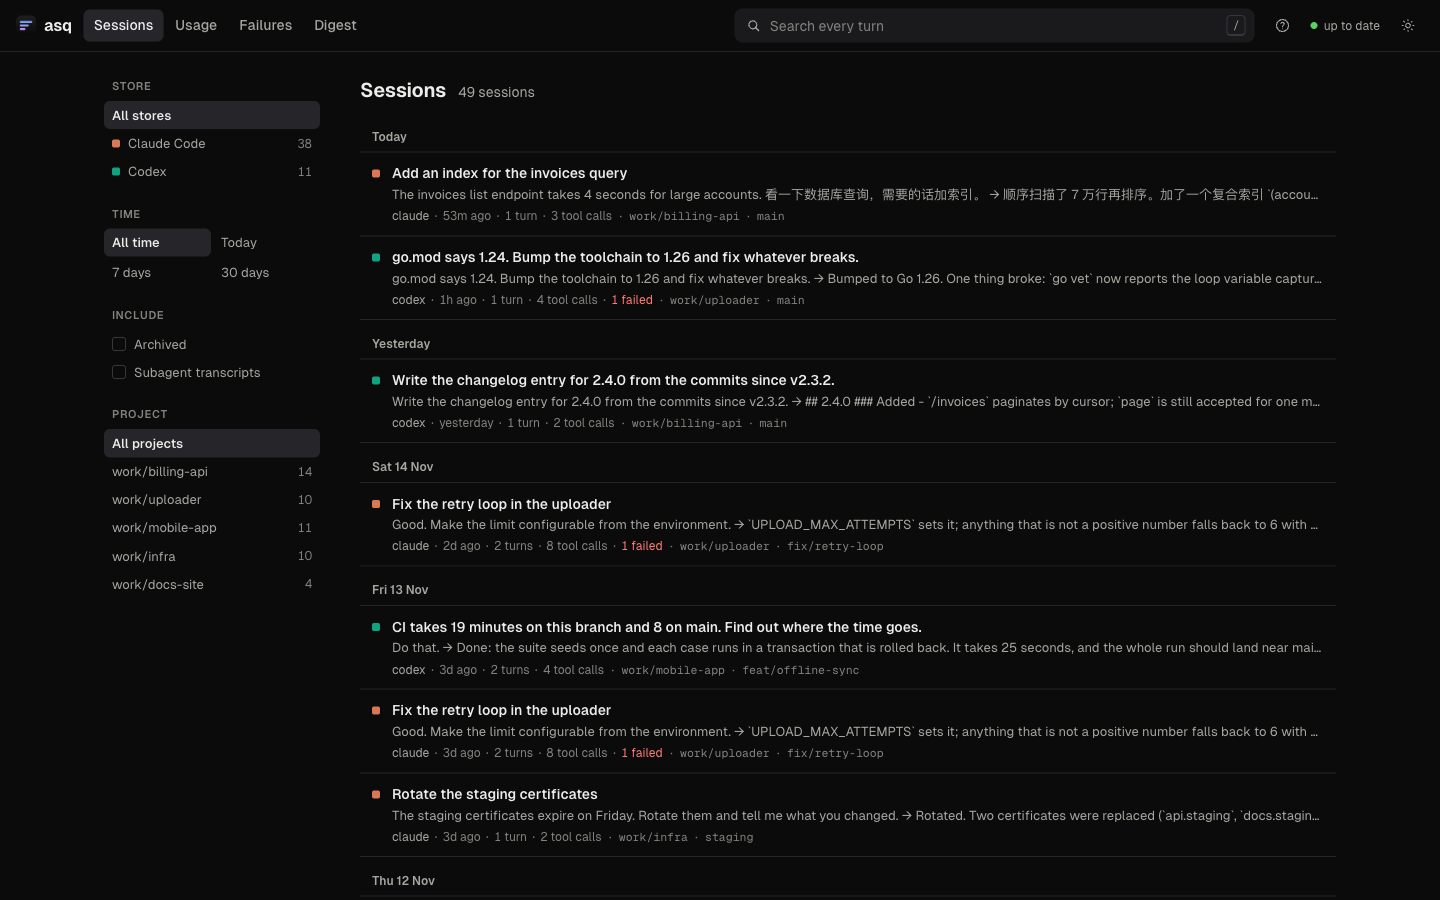 asq Sessions Usage Failures Digest Search every turn / up to date
STORE
All stores
Claude Code 38
Codex 11
TIME
All time Today
7 days 30 days
INCLUDE
Archived
Subagent transcripts
PROJECT
All projects
work/billing-api 14
work/uploader 10
work/mobile-app 11
work/infra 10
work/docs-site 4
Sessions 49 sessions
Today
Add an index for the invoices query
The invoices list endpoint takes 4 seconds for large accounts. 看一下数据库查询，需要的话加索引。 → 顺序扫描了 7 万行再排序。加了一个复合索引 `(accou…
claude · 53m ago · 1 turn · 3 tool calls · work/billing-api · main
go.mod says 1.24. Bump the toolchain to 1.26 and fix whatever breaks.
go.mod says 1.24. Bump the toolchain to 1.26 and fix whatever breaks. → Bumped to Go 1.26. One thing broke: `go vet` now reports the loop variable captur…
codex · 1h ago · 1 turn · 4 tool calls · 1 failed · work/uploader · main
Yesterday
Write the changelog entry for 2.4.0 from the commits since v2.3.2.
Write the changelog entry for 2.4.0 from the commits since v2.3.2. → ## 2.4.0 ### Added - `/invoices` paginates by cursor; `page` is still accepted for one m…
codex · yesterday · 1 turn · 2 tool calls · work/billing-api · main
Sat 14 Nov
Fix the retry loop in the uploader
Good. Make the limit configurable from the environment. → `UPLOAD_MAX_ATTEMPTS` sets it; anything that is not a positive number falls back to 6 with …
claude · 2d ago · 2 turns · 8 tool calls · 1 failed · work/uploader · fix/retry-loop
Fri 13 Nov
CI takes 19 minutes on this branch and 8 on main. Find out where the time goes.
Do that. → Done: the suite seeds once and each case runs in a transaction that is rolled back. It takes 25 seconds, and the whole run should land near mai…
codex · 3d ago · 2 turns · 4 tool calls · work/mobile-app · feat/offline-sync
Fix the retry loop in the uploader
Good. Make the limit configurable from the environment. → `UPLOAD_MAX_ATTEMPTS` sets it; anything that is not a positive number falls back to 6 with …
claude · 3d ago · 2 turns · 8 tool calls · 1 failed · work/uploader · fix/retry-loop
Rotate the staging certificates
The staging certificates expire on Friday. Rotate them and tell me what you changed. → Rotated. Two certificates were replaced (`api.staging`, `docs.stagin…
claude · 3d ago · 1 turn · 2 tool calls · work/infra · staging
Thu 12 Nov